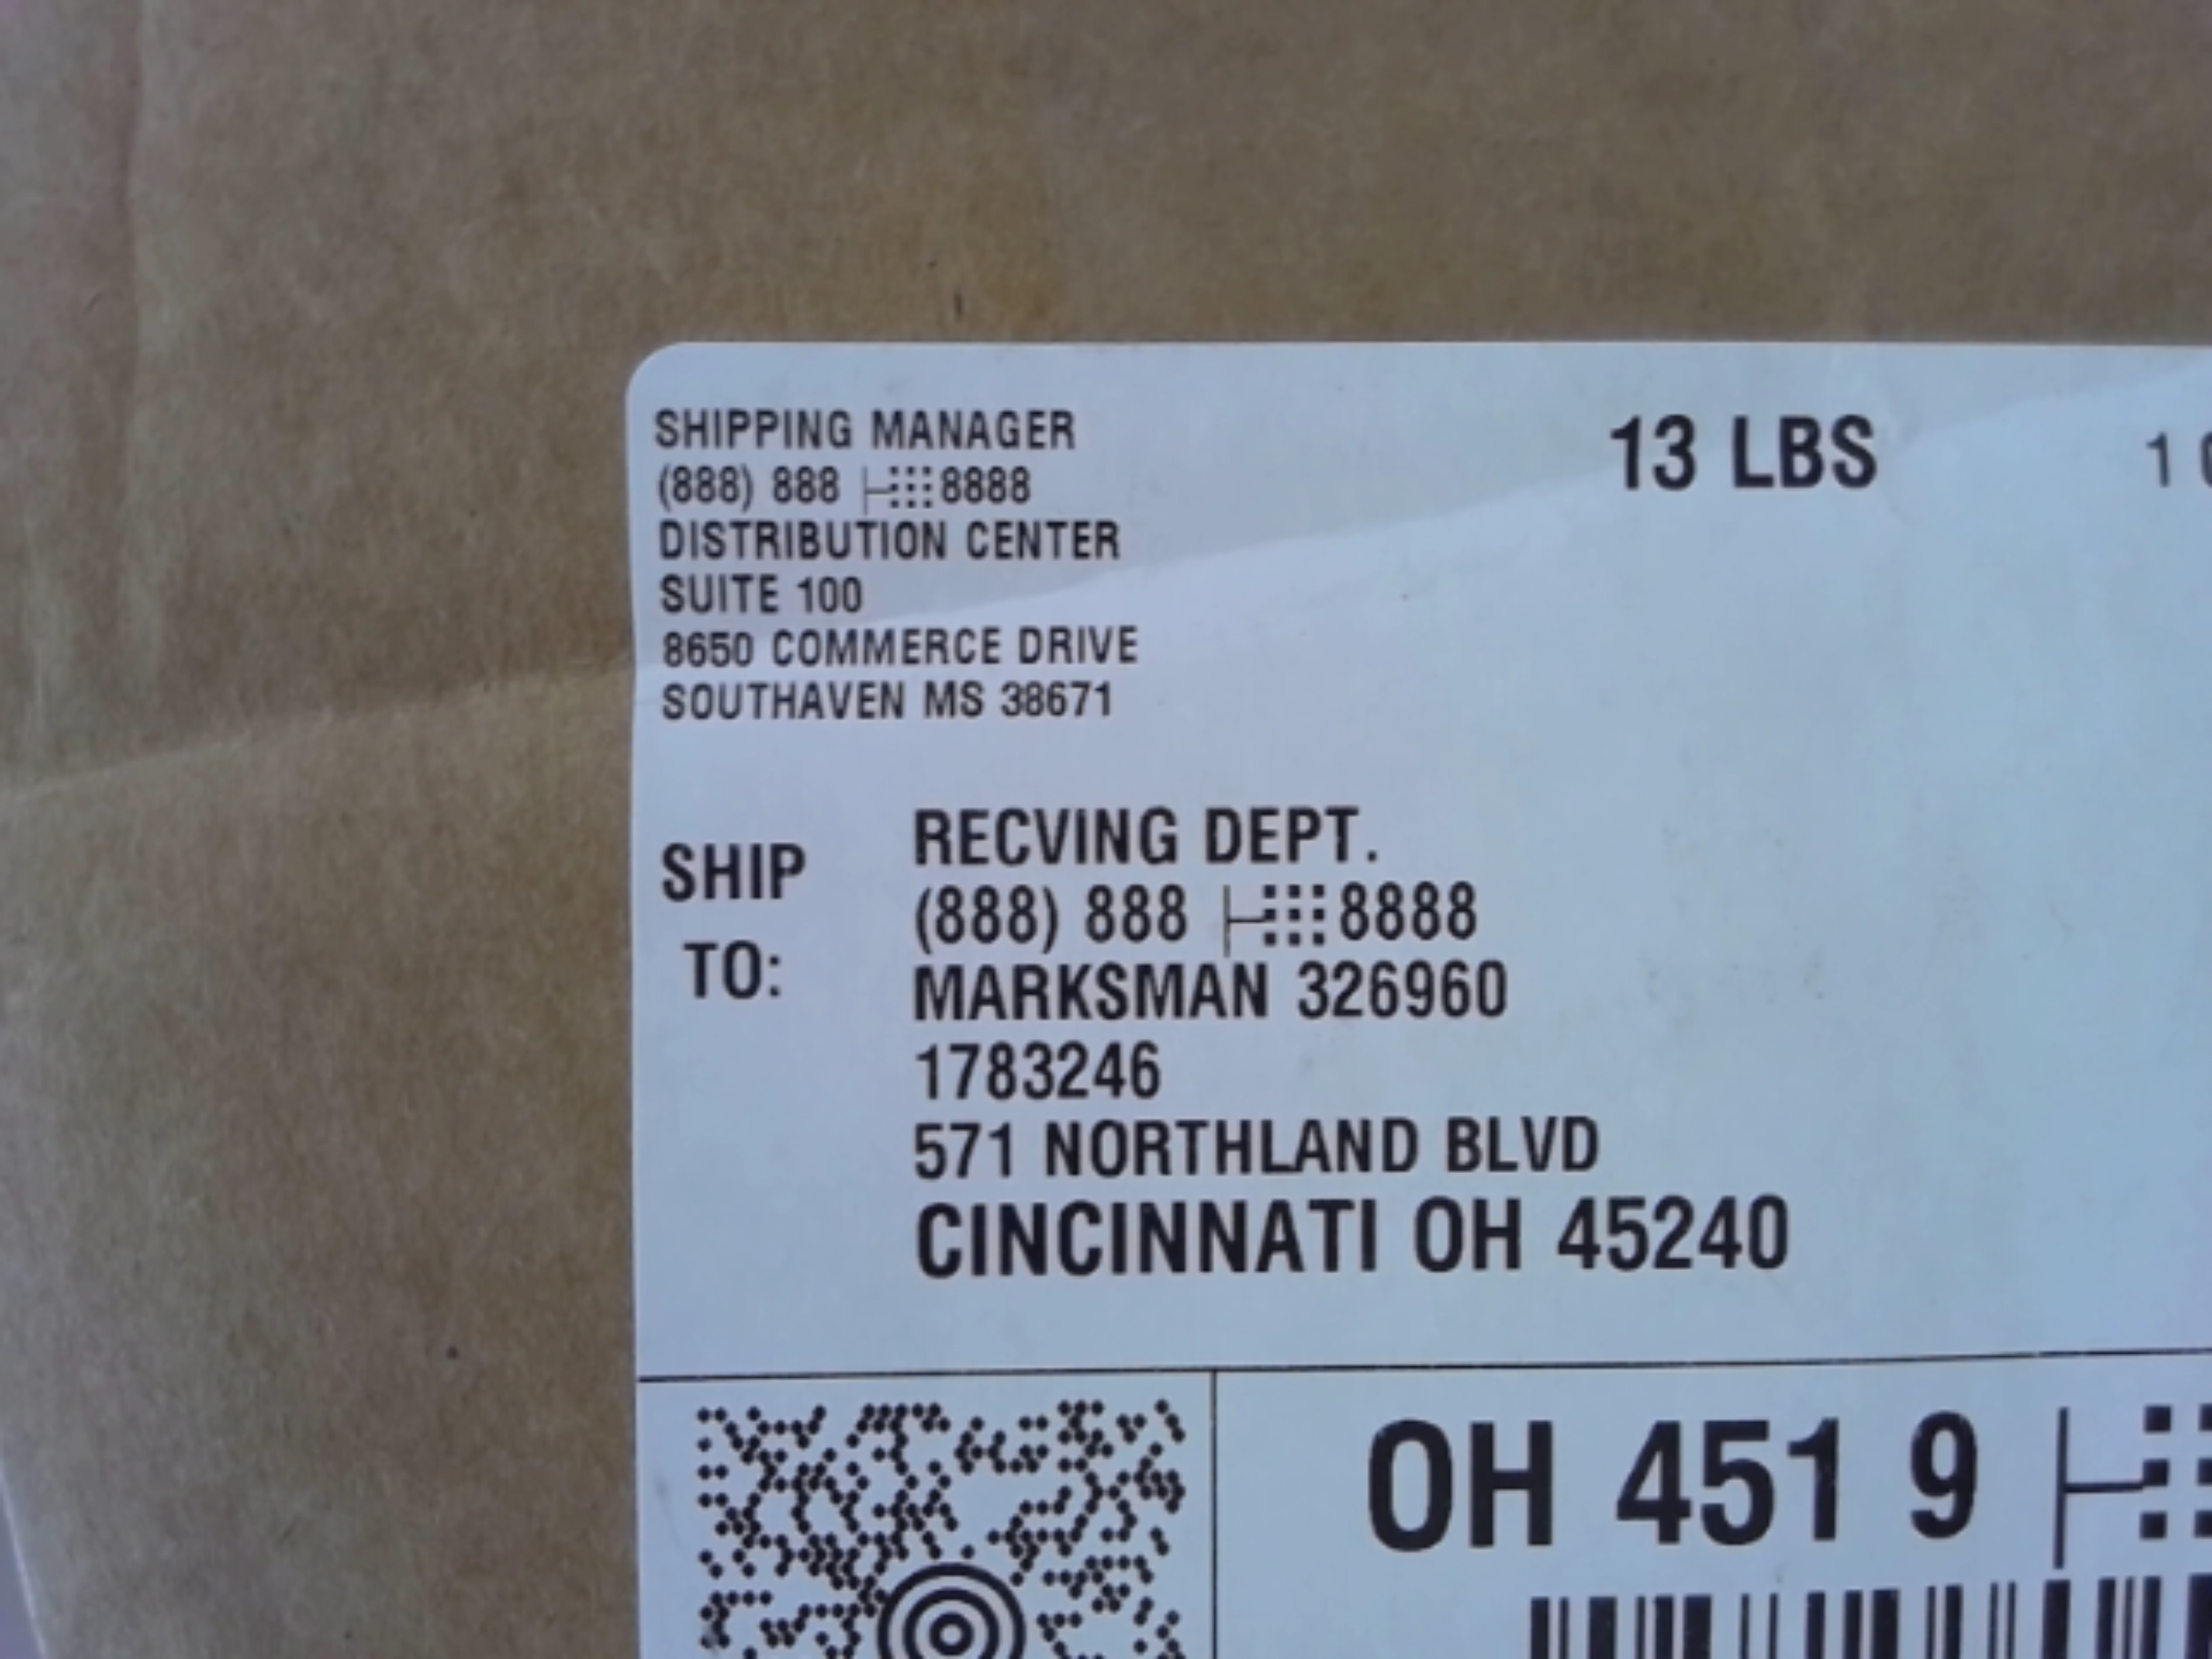 SHIPPING MANAGER
13 LBS
1
(888) 888 8888
DISTRIBUTION CENTER
SUITE 100
8650 COMMERCE DRIVE
SOUTHAVEN MS 38671
SHIP TO:
RECVING DEPT.
(888) 888 8888
MARKSMAN 326960
1783246
571 NORTHLAND BLVD
CINCINNATI OH 45240
OH 451 9